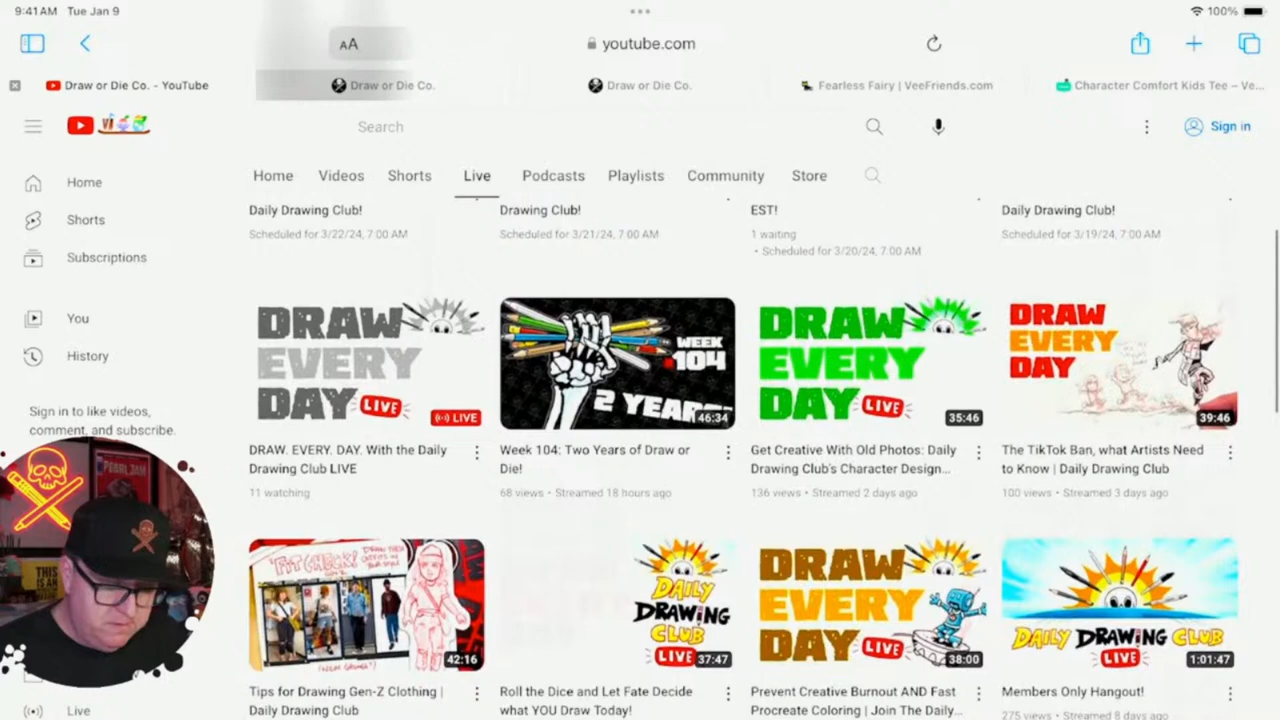 9:41 AM Tue Jan 9
100%
AA
youtube.com
Draw or Die Co. - YouTube
Draw or Die Co.
Draw or Die Co.
Fearless Fairy | VeeFriends.com
Character Comfort Kids Tee – Ve...
Search
Sign in
Home
Videos
Shorts
Live
Podcasts
Playlists
Community
Store
Home
Shorts
Subscriptions
You
History
Sign in to like videos,
comment, and subscribe.
Live
Daily Drawing Club!
Scheduled for 3/22/24, 7:00 AM
Drawing Club!
Scheduled for 3/21/24, 7:00 AM
EST!
1 waiting
• Scheduled for 3/20/24, 7:00 AM
Daily Drawing Club!
Scheduled for 3/19/24, 7:00 AM
DRAW
EVERY
DAY LIVE
LIVE
DRAW. EVERY. DAY. With the Daily
Drawing Club LIVE
11 watching
WEEK
104
2 YEAR
46:34
Week 104: Two Years of Draw or
Die!
68 views • Streamed 18 hours ago
DRAW
EVERY
DAY LIVE
35:46
Get Creative With Old Photos: Daily
Drawing Club's Character Design...
136 views • Streamed 2 days ago
DRAW
EVERY
DAY
39:46
The TikTok Ban, what Artists Need
to Know | Daily Drawing Club
100 views • Streamed 3 days ago
"FIT CHECK!"
DRAW THESE
OUTFITS IN
YOUR STYLE
42:16
Tips for Drawing Gen-Z Clothing |
Daily Drawing Club
DAILY
DRAWING
CLUB
LIVE
37:47
Roll the Dice and Let Fate Decide
what YOU Draw Today!
DRAW
EVERY
DAY LIVE
38:00
Prevent Creative Burnout AND Fast
Procreate Coloring | Join The Daily...
DAILY DRAWING CLUB
LIVE
1:01:47
Members Only Hangout!
275 views • Streamed 8 days ago
PEARL JAM
THIS
IS AN